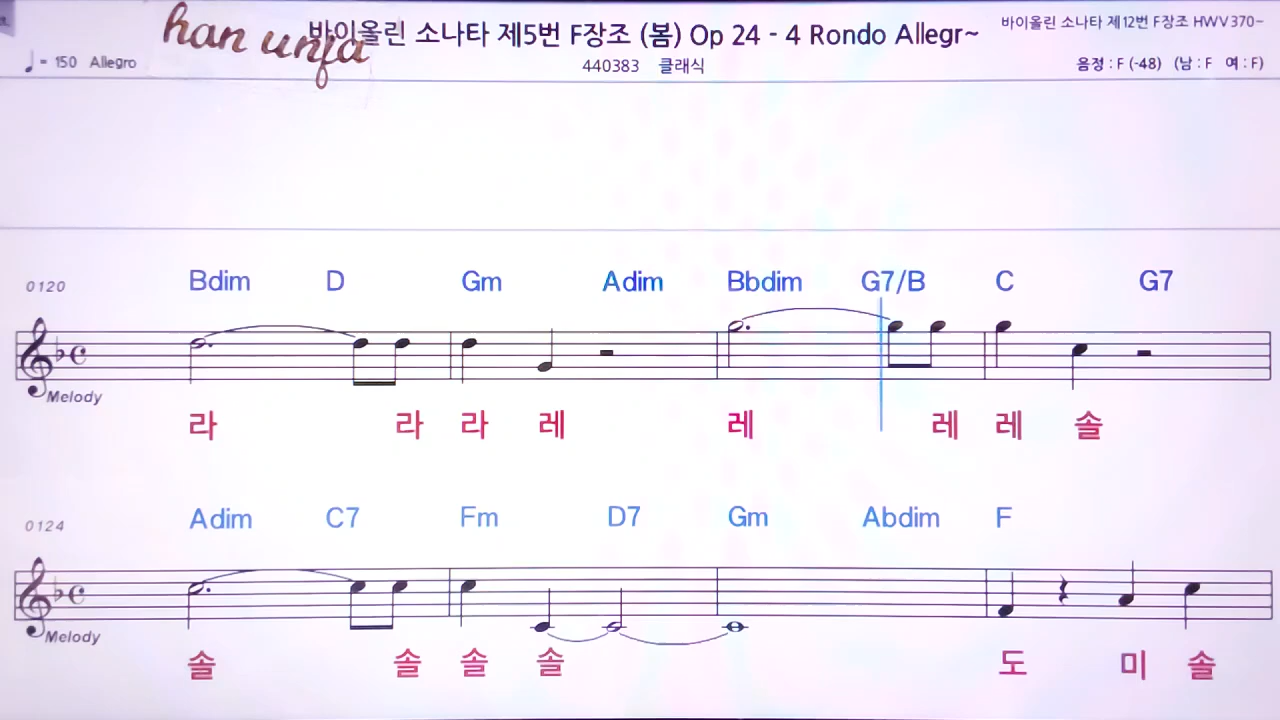 han unja
바이올린 소나타 제5번 F장조 (봄) Op 24 - 4 Rondo Allegr~
바이올린 소나타 제12번 F장조 HWV370~
♩ = 150 Allegro
440383 클래식
음정 : F (-48) (남 : F 여 : F)
0120 Bdim D Gm Adim Bbdim G7/B C G7
Melody
라 라 라 레 레 레 레 솔
0124 Adim C7 Fm D7 Gm Abdim F
Melody
솔 솔 솔 솔 도 미 솔